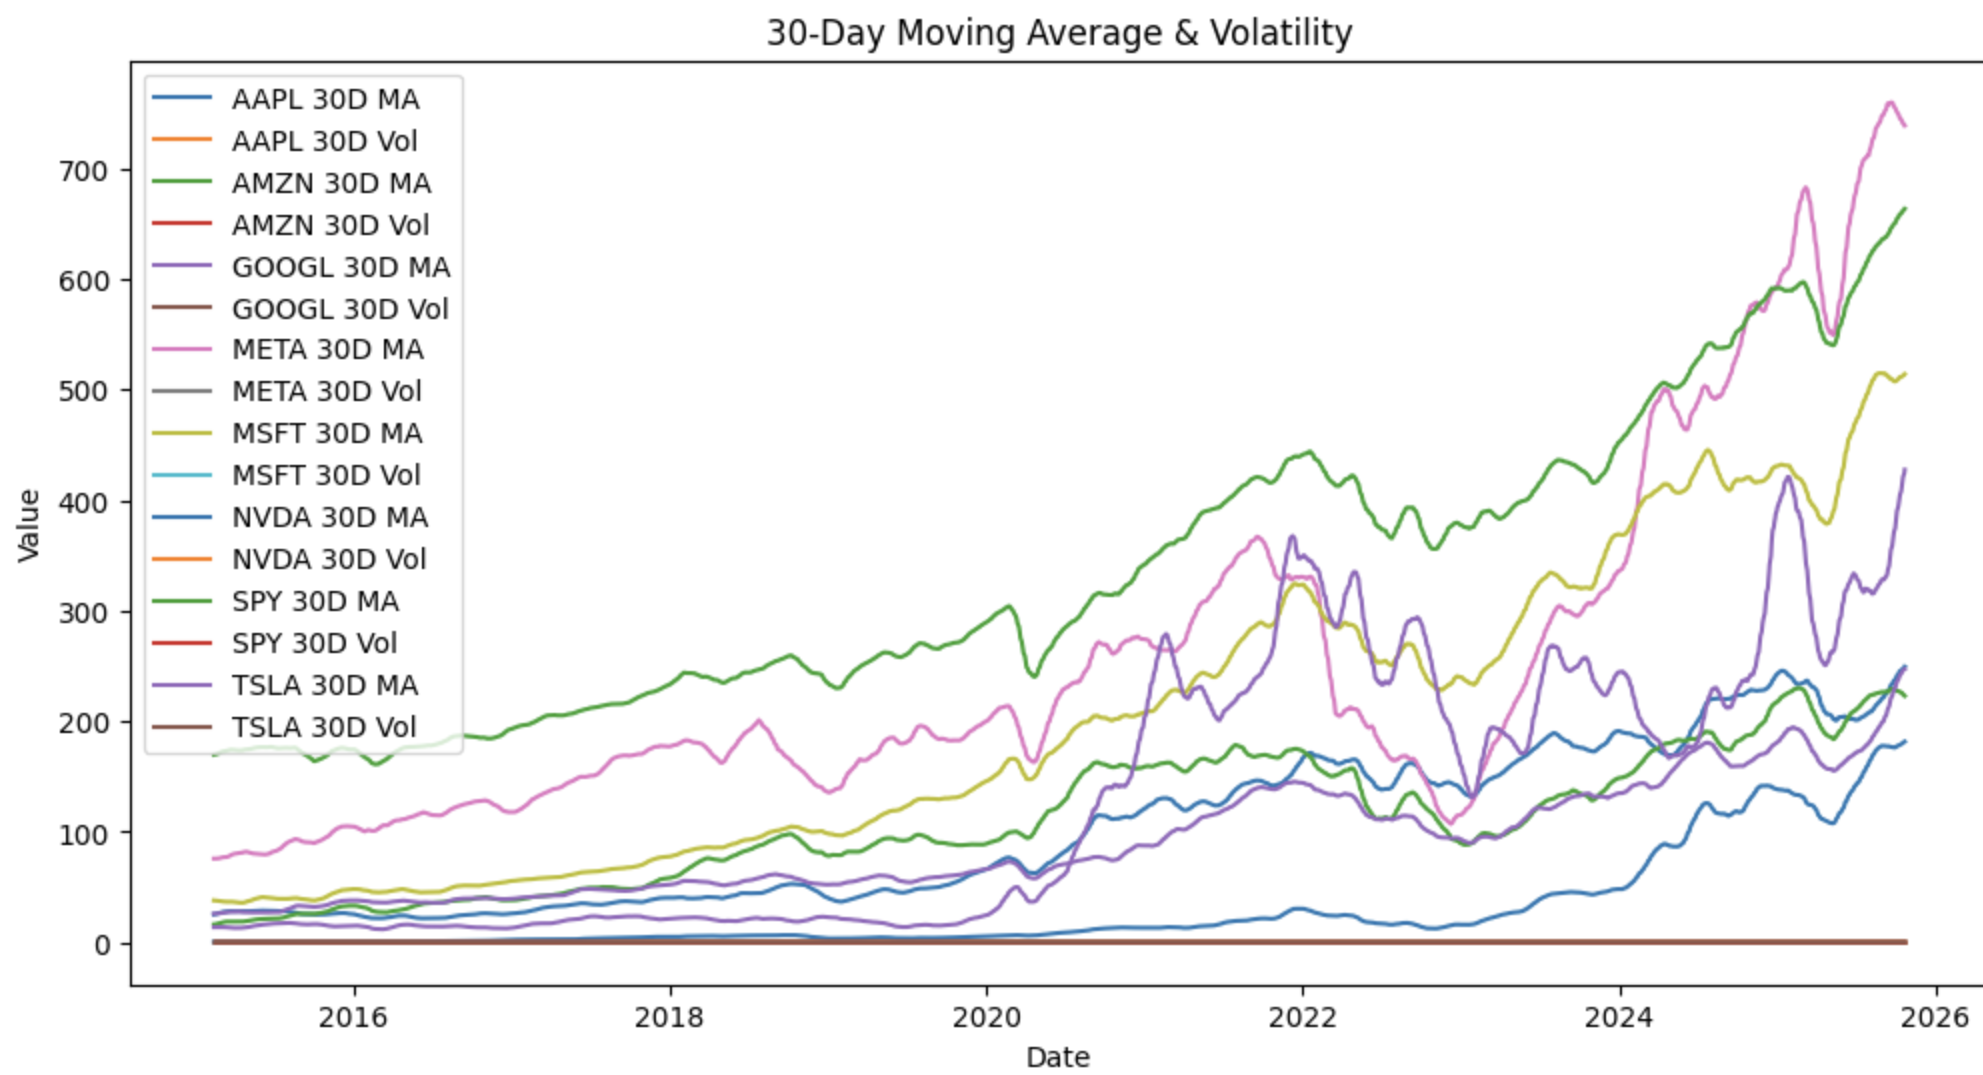 30-Day Moving Average & Volatility
AAPL 30D MA
AAPL 30D Vol
AMZN 30D MA
AMZN 30D Vol
GOOGL 30D MA
GOOGL 30D Vol
META 30D MA
META 30D Vol
MSFT 30D MA
MSFT 30D Vol
NVDA 30D MA
NVDA 30D Vol
SPY 30D MA
SPY 30D Vol
TSLA 30D MA
TSLA 30D Vol
700
600
500
400
300
200
100
0
Value
2016 2018 2020 2022 2024 2026
Date